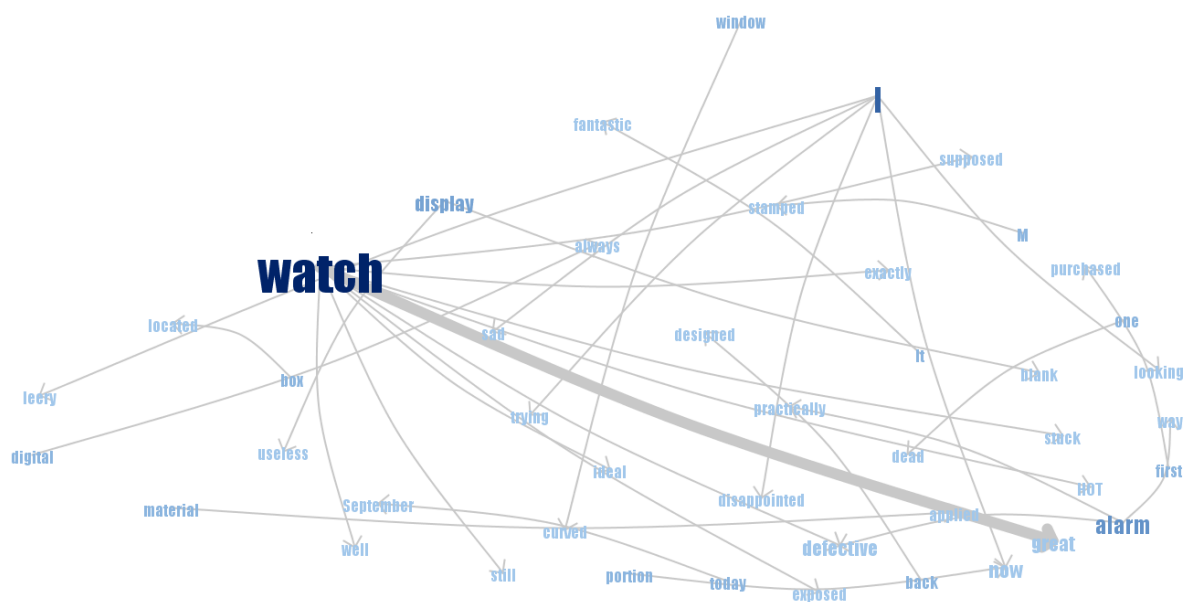 window
I
fantastic
supposed
display
stamped
M
always
watch
exactly
purchased
located
one
sad
designed
It
box
blunk
looking
leery
trying
practically
way
stuck
digital
useless
dead
ideal
first
NOT
disappointed
September
material
applied
alarm
curved
great
well
defective
still
now
portion
today
back
exposed